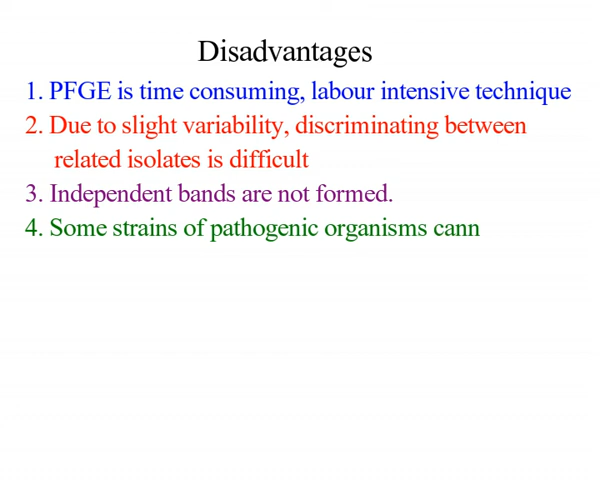 Disadvantages
1. PFGE is time consuming, labour intensive technique
2. Due to slight variability, discriminating between
related isolates is difficult
3. Independent bands are not formed.
4. Some strains of pathogenic organisms cann